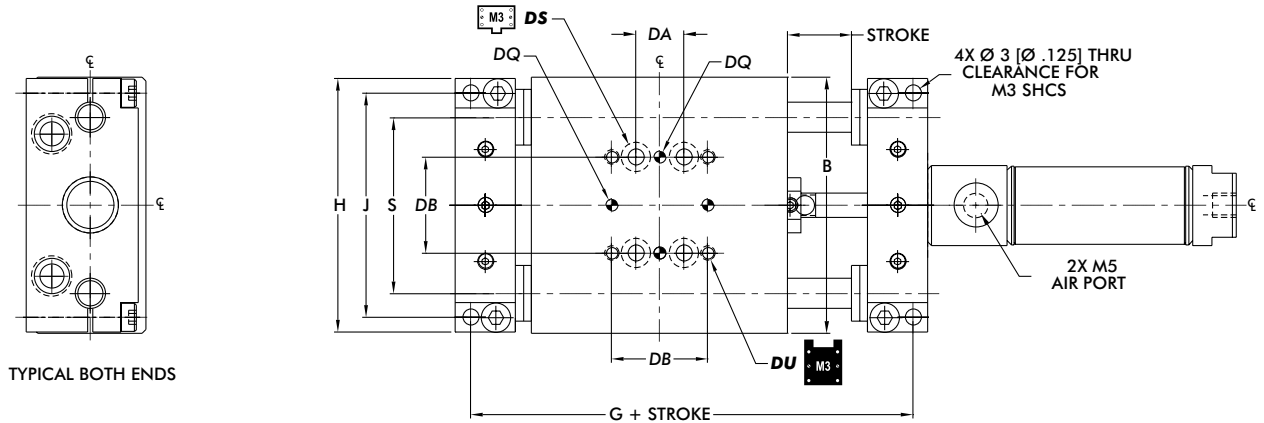 M3
DS
DA
STROKE
DQ
℄
DQ
4X Ø 3 [Ø .125] THRU
CLEARANCE FOR
M3 SHCS
℄
℄
H
J
S
DB
B
℄
2X M5
AIR PORT
DB
DU
M3
TYPICAL BOTH ENDS
G + STROKE